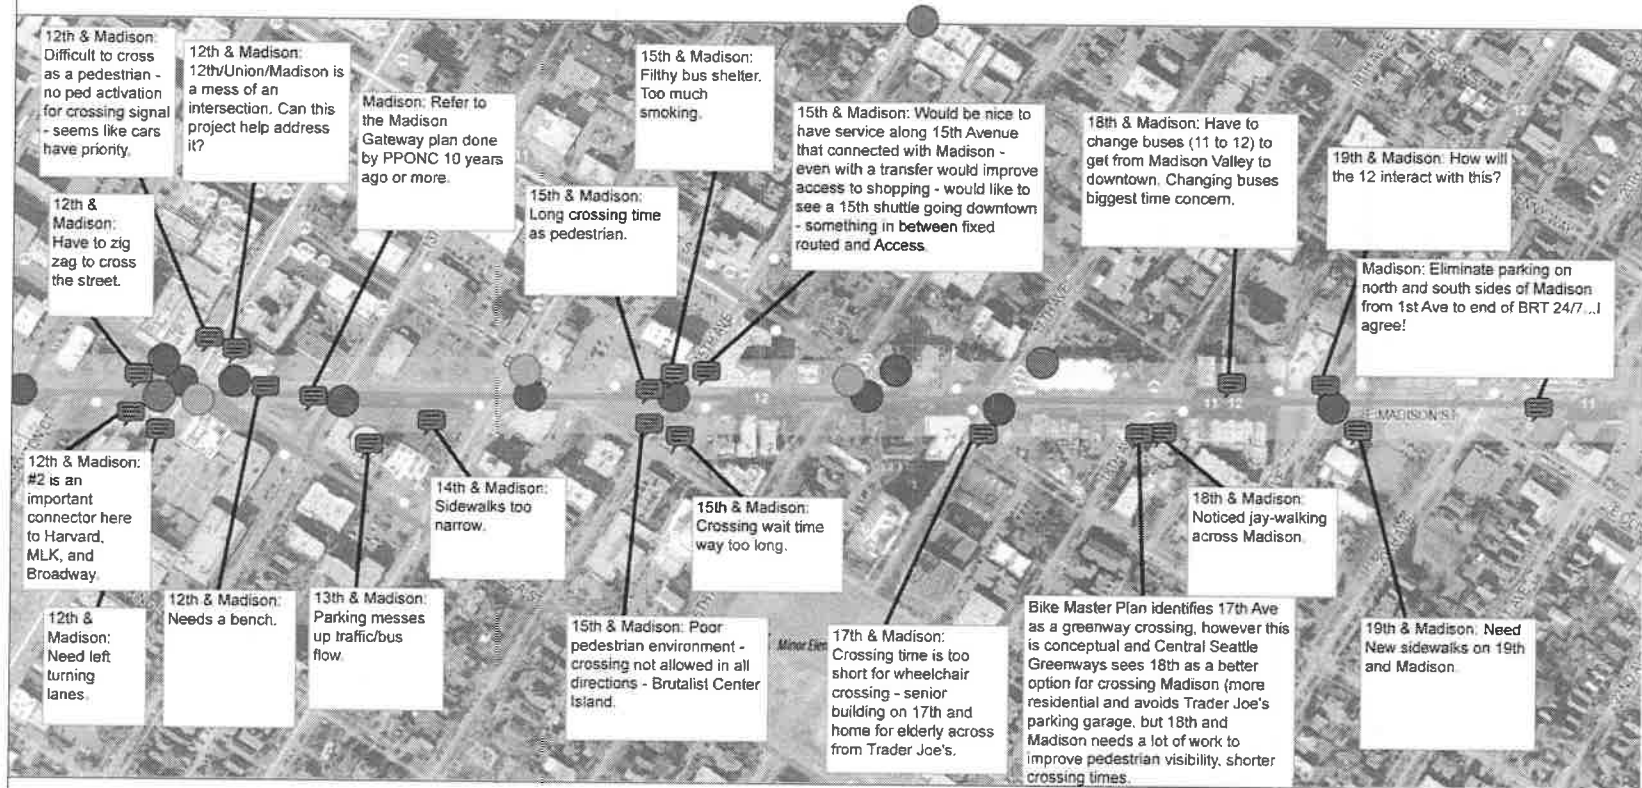 12th & Madison:
Difficult to cross
as a pedestrian -
no ped activation
for crossing signal
- seems like cars
have priority.
12th & Madison:
12th/Union/Madison is
a mess of an
intersection. Can this
project help address
it?
Madison: Refer to
the Madison
Gateway plan done
by PPONC 10 years
ago or more.
15th & Madison:
Filthy bus shelter.
Too much
smoking.
15th & Madison: Would be nice to
have service along 15th Avenue
that connected with Madison -
even with a transfer would improve
access to shopping - would like to
see a 15th shuttle going downtown
- something in between fixed
routed and Access.
18th & Madison: Have to
change buses (11 to 12) to
get from Madison Valley to
downtown. Changing buses
biggest time concern.
19th & Madison: How will
the 12 interact with this?
12th &
Madison:
Have to zig
zag to cross
the street.
15th & Madison:
Long crossing time
as pedestrian.
Madison: Eliminate parking on
north and south sides of Madison
from 1st Ave to end of BRT 24/7...I
agree!
12
11 12
E MADISON ST
11
12th & Madison:
#2 is an
important
connector here
to Harvard,
MLK, and
Broadway.
14th & Madison:
Sidewalks too
narrow.
15th & Madison:
Crossing wait time
way too long.
18th & Madison:
Noticed jay-walking
across Madison.
12th &
Madison:
Need left
turning
lanes.
12th & Madison:
Needs a bench.
13th & Madison:
Parking messes
up traffic/bus
flow.
15th & Madison: Poor
pedestrian environment -
crossing not allowed in all
directions - Brutalist Center
Island.
Minor
17th & Madison:
Crossing time is too
short for wheelchair
crossing - senior
building on 17th and
home for elderly across
from Trader Joe's.
Bike Master Plan identifies 17th Ave
as a greenway crossing, however this
is conceptual and Central Seattle
Greenways sees 18th as a better
option for crossing Madison (more
residential and avoids Trader Joe's
parking garage, but 18th and
Madison needs a lot of work to
improve pedestrian visibility, shorter
crossing times.
19th & Madison: Need
New sidewalks on 19th
and Madison.